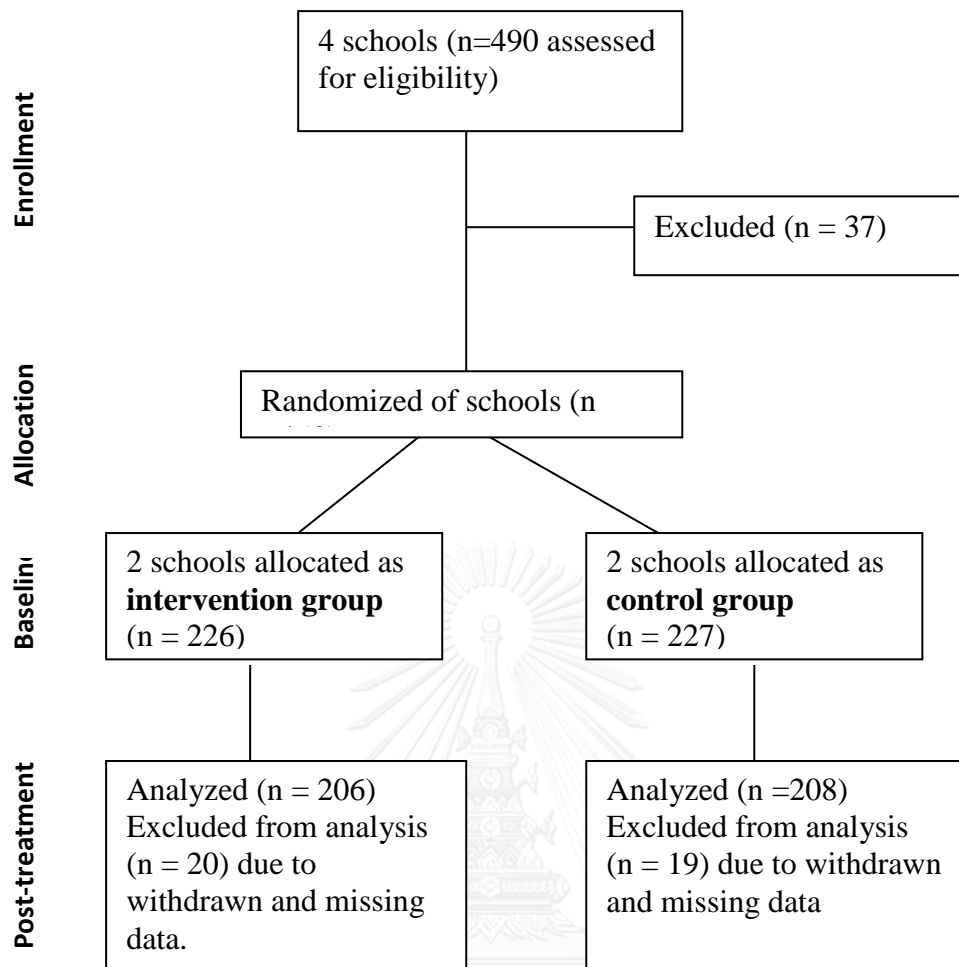 4 schools (n=490 assessed
for eligibility)
Enrollment
Excluded (n = 37)
Allocation
Randomized of schools (n
Baseline
2 schools allocated as
intervention group
(n = 226)
2 schools allocated as
control group
(n = 227)
Post-treatment
Analyzed (n = 206)
Excluded from analysis
(n = 20) due to
withdrawn and missing
data.
Analyzed (n =208)
Excluded from analysis
(n = 19) due to withdrawn
and missing data